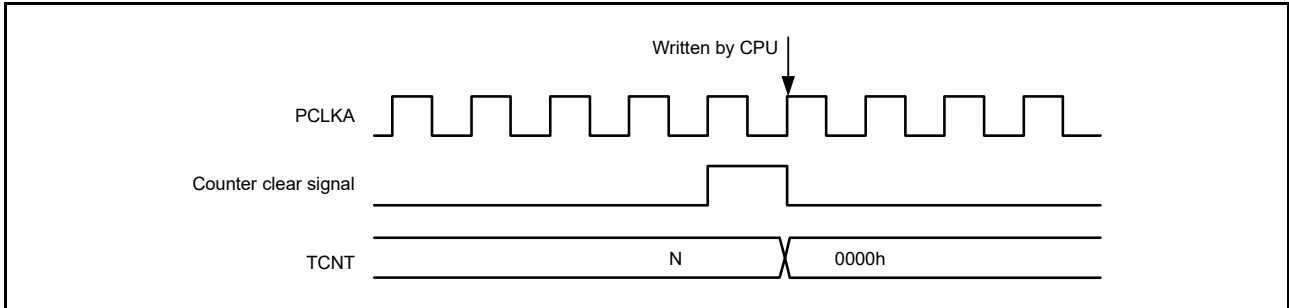 Written by CPU
PCLKA
Counter clear signal
TCNT
N
0000h